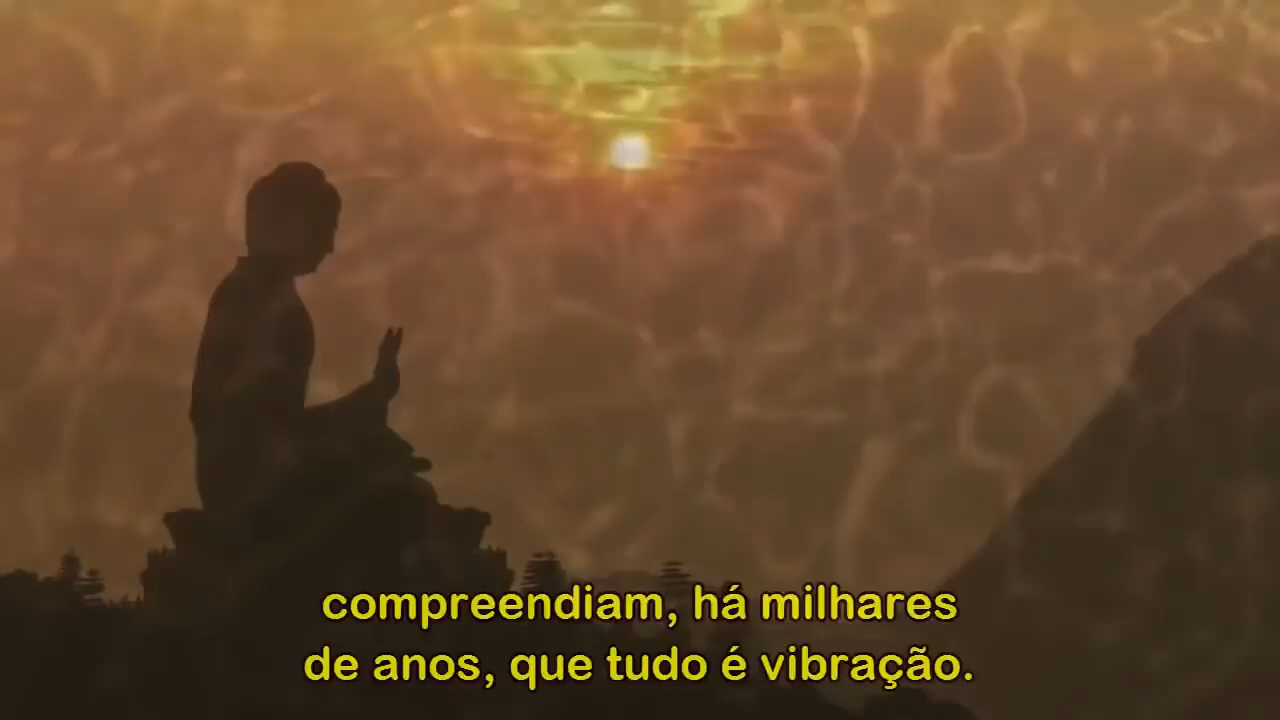 compreendiam, há milhares
de anos, que tudo é vibração.